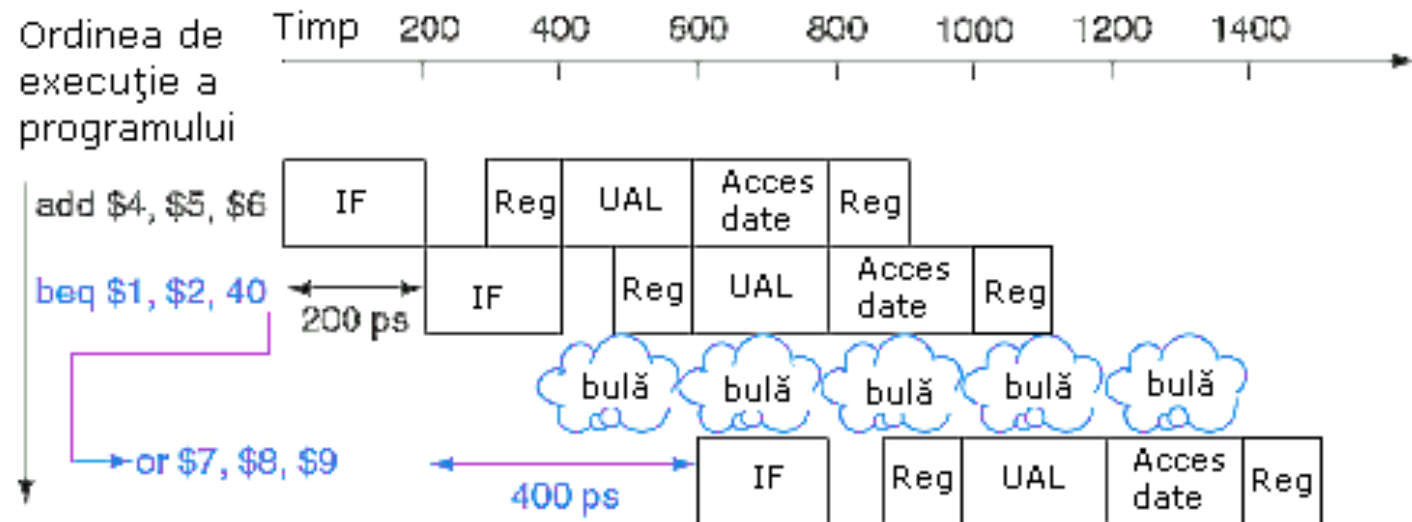 Ordinea de
execuţie a
programului
Timp 200 400 600 800 1000 1200 1400
add $4, $5, $6
IF
Reg
UAL
Acces
date
Reg
beq $1, $2, 40
200 ps
IF
Reg
UAL
Acces
date
Reg
bulă
bulă
bulă
bulă
bulă
or $7, $8, $9
400 ps
IF
Reg
UAL
Acces
date
Reg